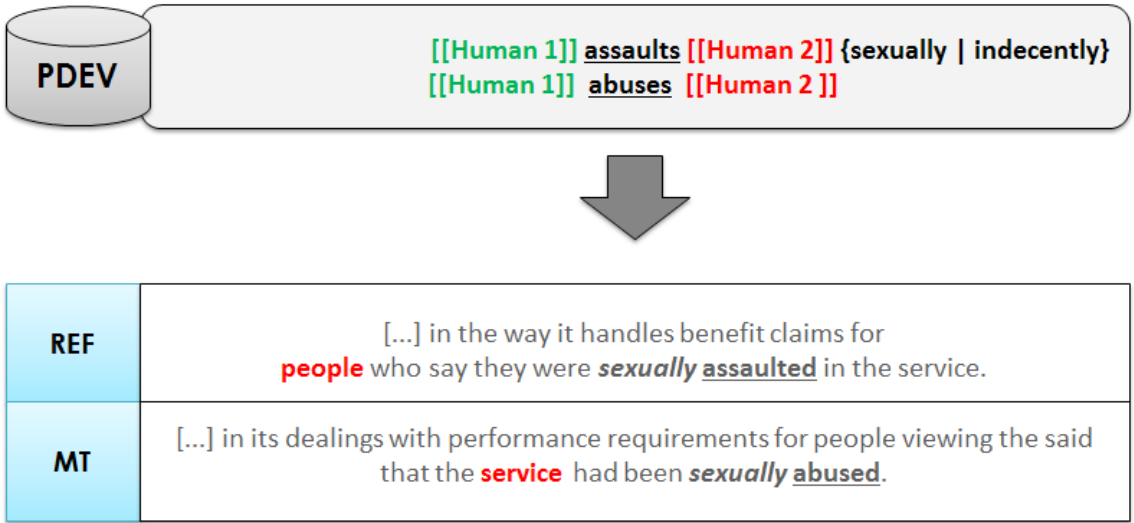 PDEV
[[Human 1]] assaults [[Human 2]] {sexually | indecently}
[[Human 1]] abuses [[Human 2 ]]
REF
[...] in the way it handles benefit claims for
people who say they were sexually assaulted in the service.
MT
[...] in its dealings with performance requirements for people viewing the said
that the service had been sexually abused.